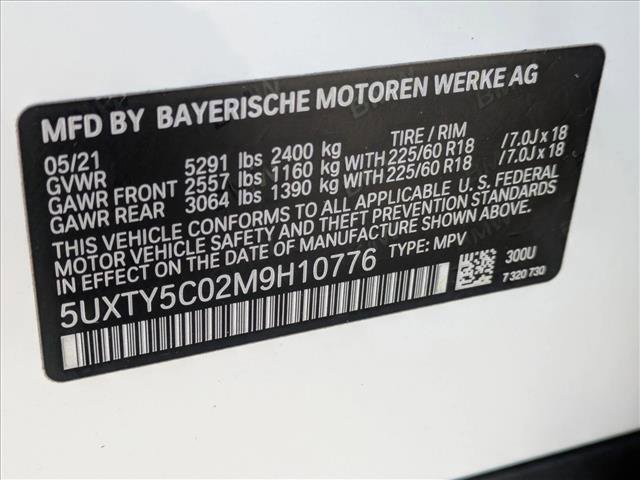 MFD BY BAYERISCHE MOTOREN WERKE AG
05/21 TIRE / RIM
GVWR 5291 lbs 2400 kg
GAWR FRONT 2557 lbs 1160 kg WITH 225/60 R18 /7.0J x 18
GAWR REAR 3064 lbs 1390 kg WITH 225/60 R18 /7.0J x 18
THIS VEHICLE CONFORMS TO ALL APPLICABLE U. S. FEDERAL
MOTOR VEHICLE SAFETY AND THEFT PREVENTION STANDARDS
IN EFFECT ON THE DATE OF MANUFACTURE SHOWN ABOVE.
5UXTY5C02M9H10776 TYPE: MPV
300U
7 320 730